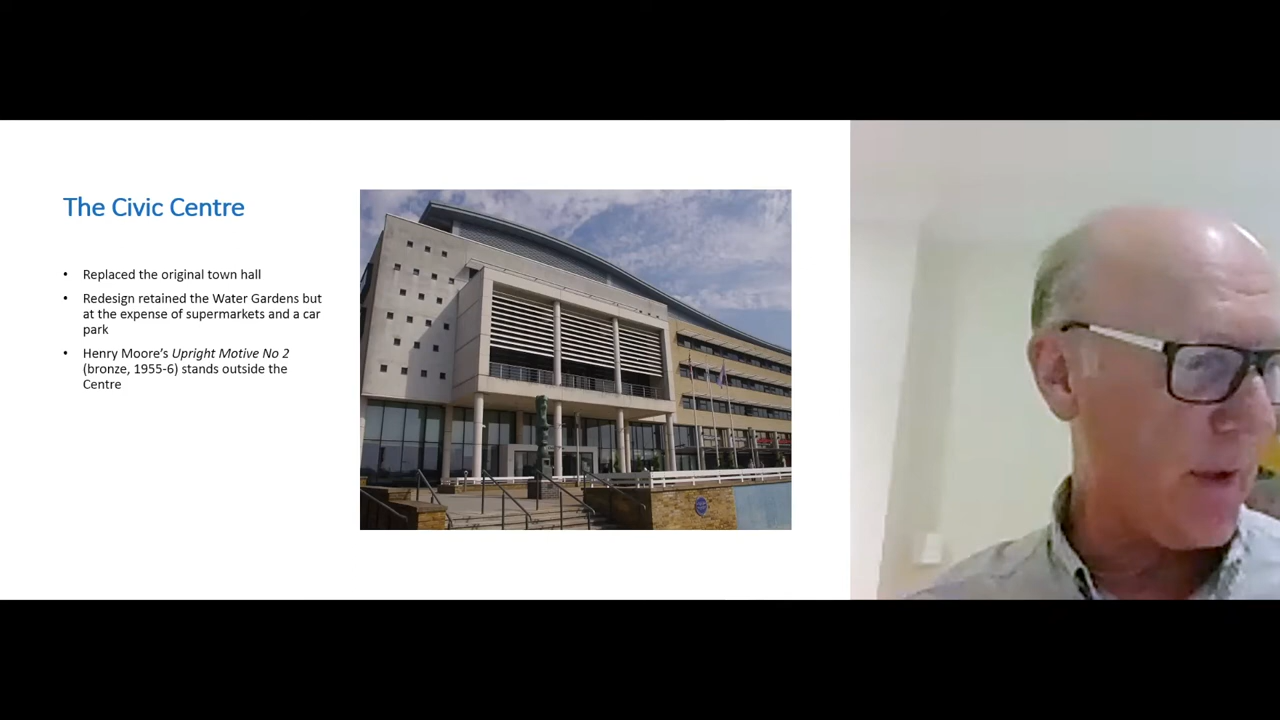 The Civic Centre
• Replaced the original town hall
• Redesign retained the Water Gardens but
at the expense of supermarkets and a car
park
• Henry Moore's Upright Motive No 2
(bronze, 1955-6) stands outside the
Centre